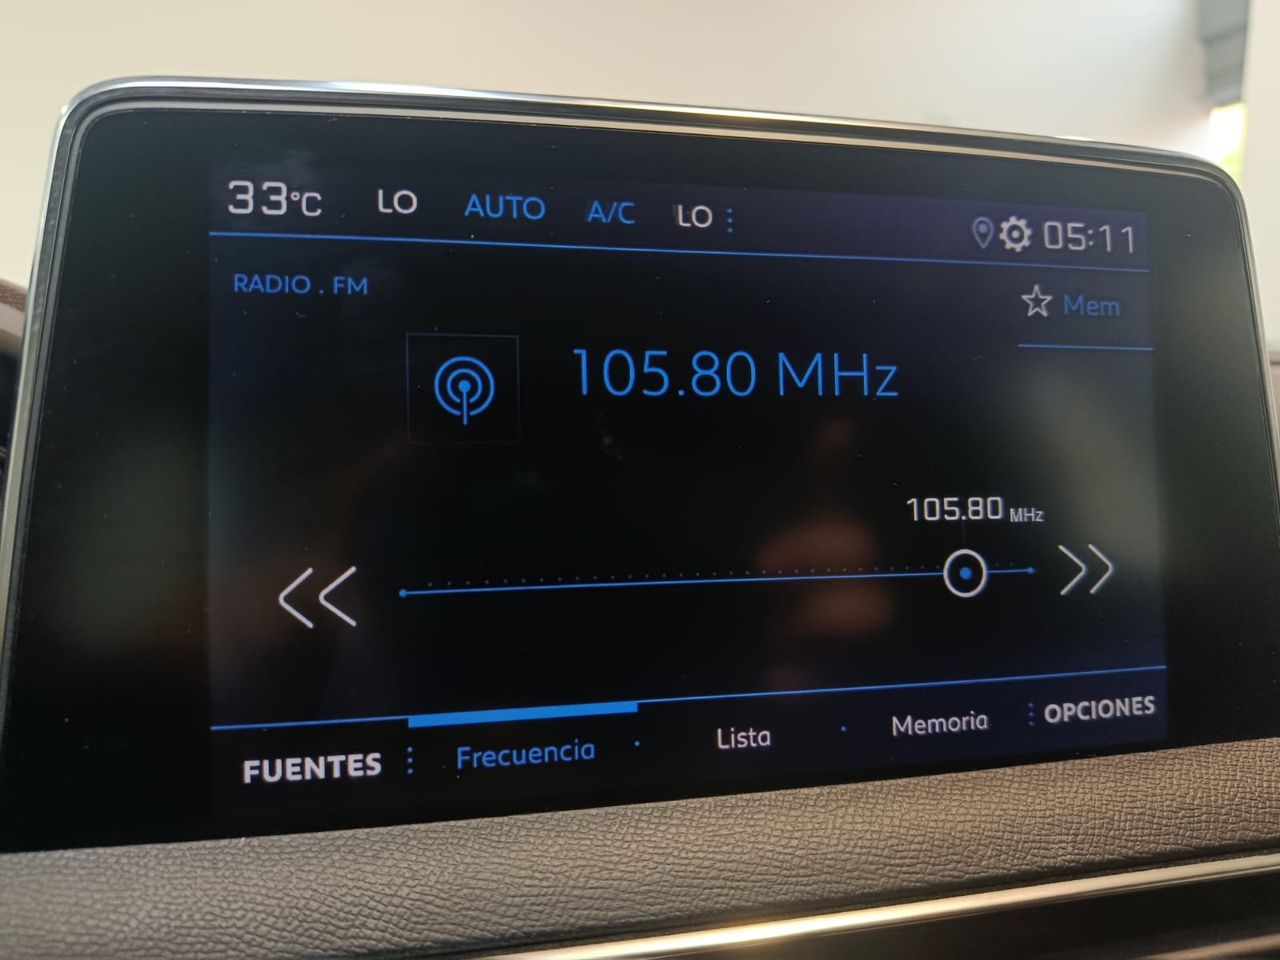 33°C LO AUTO A/C LO 05:11
RADIO . FM
Mem
105.80 MHz
105.80 MHz
FUENTES Frecuencia Lista Memoria OPCIONES